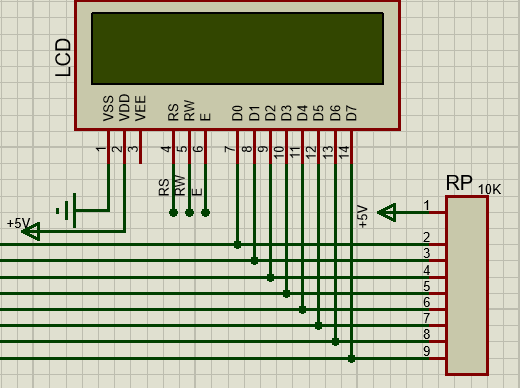 LCD
VSS VDD VEE RS RW E D0 D1 D2 D3 D4 D5 D6 D7
1 2 3 4 5 6 7 8 9 10 11 12 13 14
RS RW E
RP 10K
+5V
+5V
1
2
3
4
5
6
7
8
9